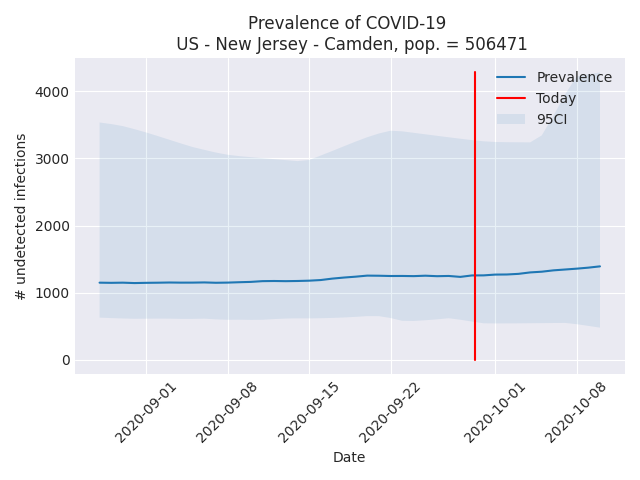 Prevalence of COVID-19
US - New Jersey - Camden, pop. = 506471
Prevalence
Today
95CI
4000
3000
2000
1000
0
# undetected infections
2020-09-01
2020-09-08
2020-09-15
2020-09-22
2020-10-01
2020-10-08
Date